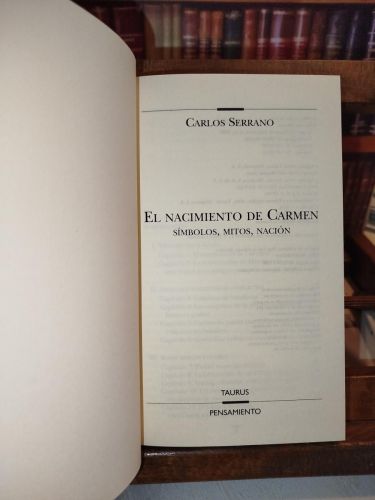 CARLOS SERRANO
EL NACIMIENTO DE CARMEN
SÍMBOLOS, MITOS, NACIÓN
TAURUS
PENSAMIENTO